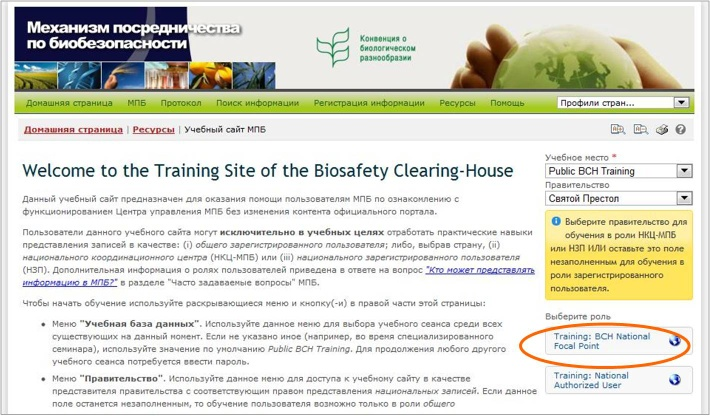 Механизм посредничества
по биобезопасности
Конвенция о
биологическом
разнообразии
Домашняя страница МПБ Протокол Поиск информации Регистрация информации Ресурсы Помощь Профили стран...
Домашняя страница | Ресурсы | Учебный сайт МПБ
Welcome to the Training Site of the Biosafety Clearing-House
Данный учебный сайт предназначен для оказания помощи пользователям МПБ по ознакомлению с
функционированием Центра управления МПБ без изменения контента официального портала.
Пользователи данного учебного сайта могут исключительно в учебных целях отработать практические навыки
представления записей в качестве: (i) общего зарегистрированного пользователя; либо, выбрав страну, (ii)
национального координационного центра (НКЦ-МПБ) или (iii) национального зарегистрированного пользователя
(НЗП). Дополнительная информация о ролях пользователей приведена в ответе на вопрос "Кто может представлять
информацию в МПБ?" в разделе "Часто задаваемые вопросы" МПБ.
Чтобы начать обучение используйте раскрывающиеся меню и кнопку(-и) в правой части этой страницы:
• Меню "Учебная база данных". Используйте данное меню для выбора учебного сеанса среди всех
существующих на данный момент. Если не указано иное (например, во время специализированного
семинара), используйте значение по умолчанию Public BCH Training. Для продолжения любого другого
учебного сеанса потребуется ввести пароль.
• Меню "Правительство". Используйте данное меню для доступа к учебному сайту в качестве
представителя правительства с соответствующим правом представления национальных записей. Если данное
поле останется незаполненным, то обучение пользователя возможно только в роли общего
Учебное место *
Public BCH Training
Правительство
Святой Престол
Выберите правительство для
обучения в роли НКЦ-МПБ
или НЗП ИЛИ оставьте это поле
незаполненным для обучения в
роли зарегистрированного
пользователя.
Выберите роль
Training: BCH National
Focal Point
Training: National
Authorized User